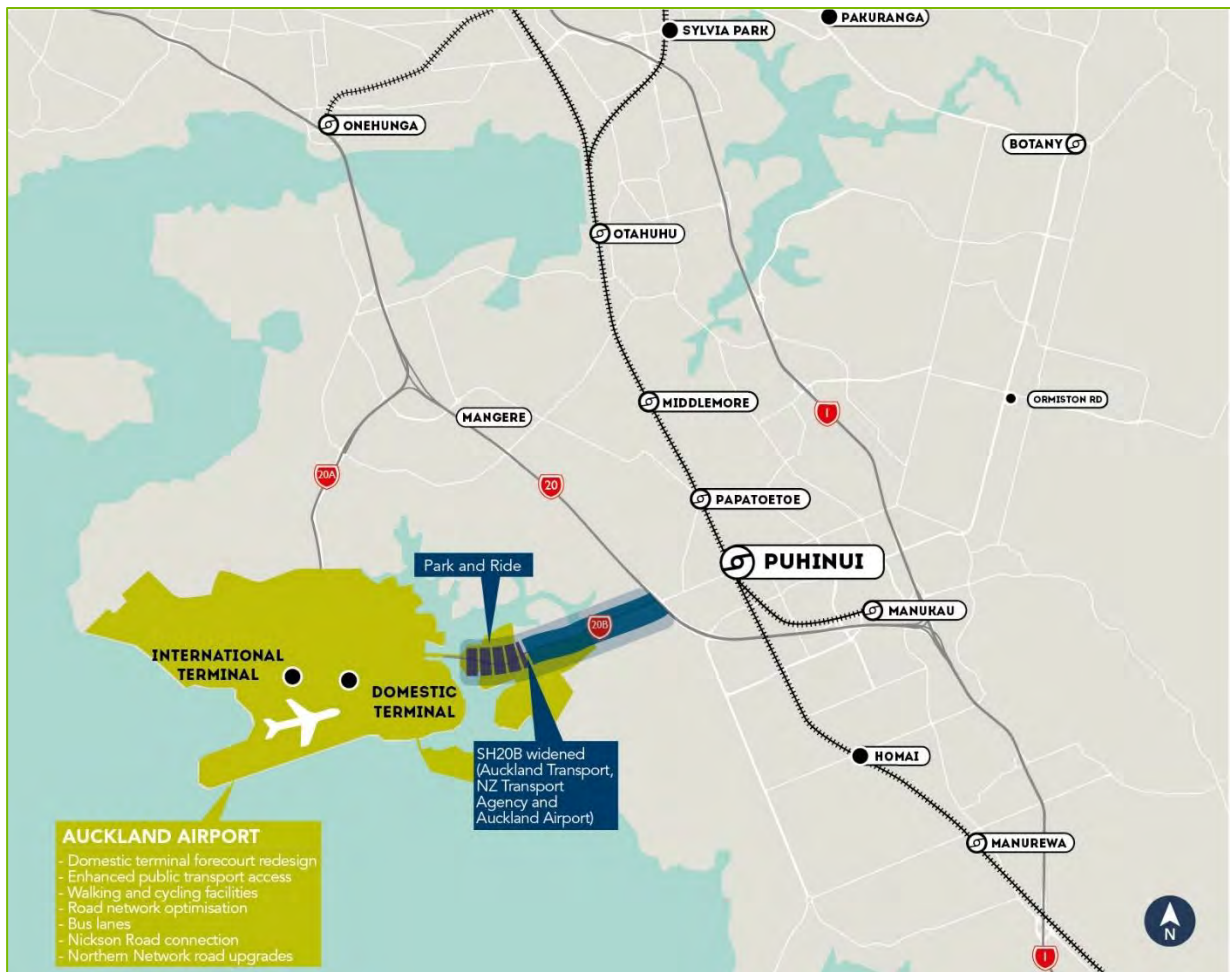 PAKURANGA
SYLVIA PARK
ONEHUNGA
BOTANY
OTAHUHU
MIDDLEMORE
ORMISTON RD
1
MANGERE
20A
20
PAPATOETOE
PUHINUI
Park and Ride
MANUKAU
20B
INTERNATIONAL
TERMINAL
DOMESTIC
TERMINAL
SH20B widened
(Auckland Transport,
NZ Transport
Agency and
Auckland Airport)
HOMAI
MANUREWA
AUCKLAND AIRPORT
- Domestic terminal forecourt redesign
- Enhanced public transport access
- Walking and cycling facilities
- Road network optimisation
- Bus lanes
- Nickson Road connection
- Northern Network road upgrades
N
1